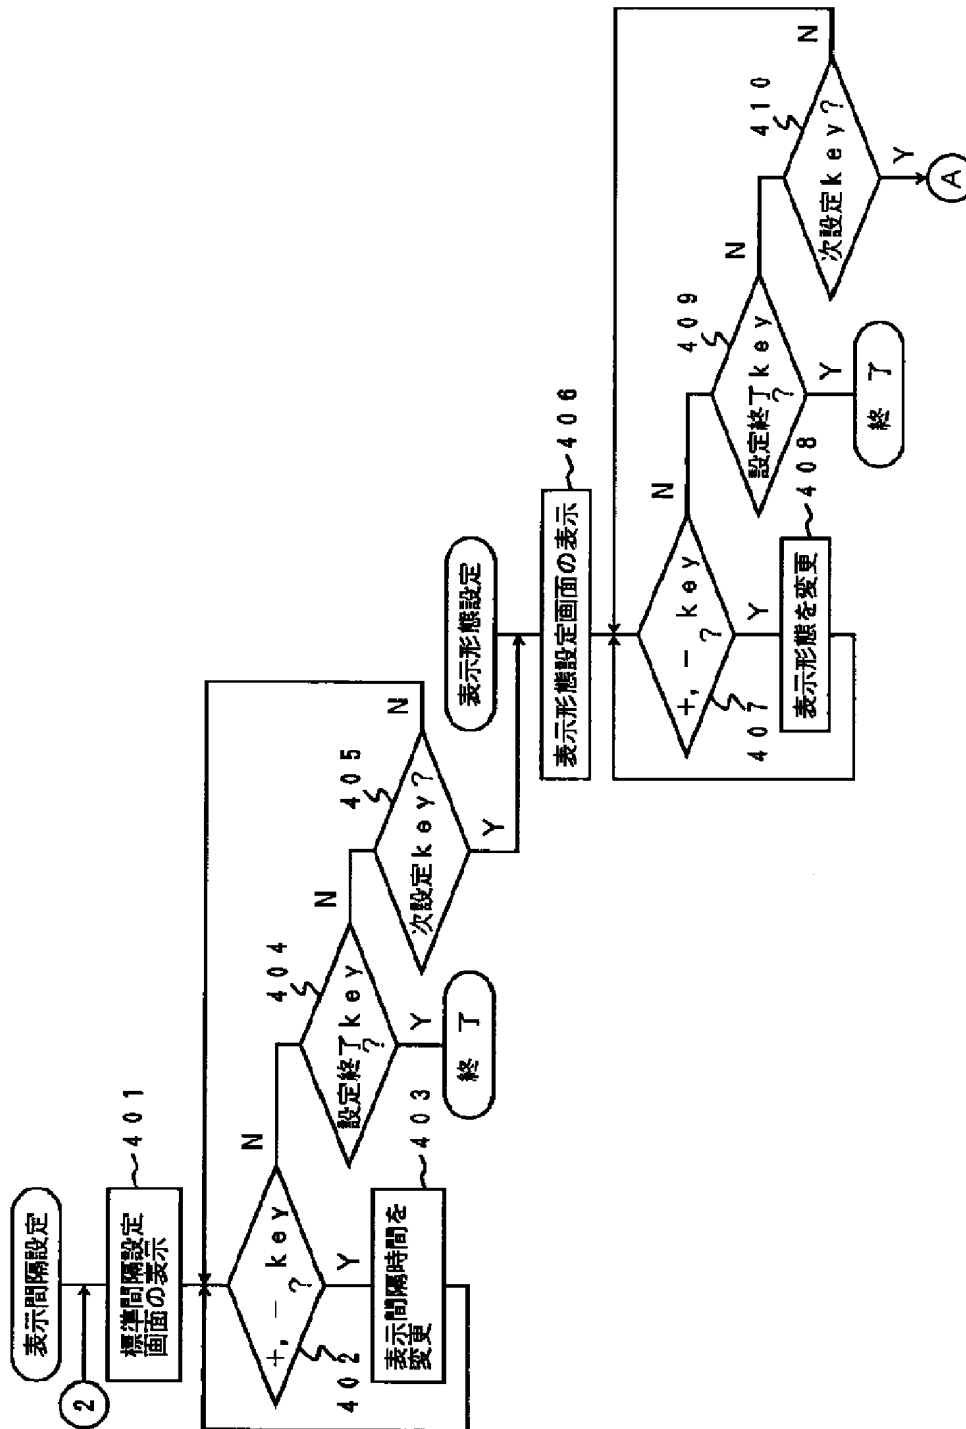 表示間隔設定
2
標準間隔設定
画面の表示
401
+, − key
?
402
N
Y
表示間隔時間を
変更
403
設定終了key
?
404
N
Y
終 了
次設定key?
405
N
Y
表示形態設定
表示形態設定画面の表示
406
+, − key
?
407
N
Y
表示形態を変更
408
設定終了key
?
409
N
Y
終 了
次設定key?
410
N
Y
A